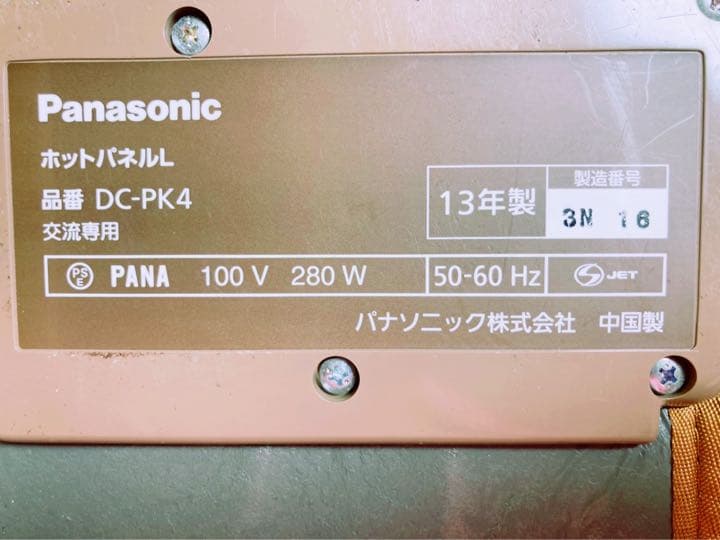 Panasonic
ホットパネルL
品番 DC-PK4
交流専用
13年製
製造番号
3N 16
PSE PANA 100 V 280 W 50-60 Hz S JET
パナソニック株式会社 中国製